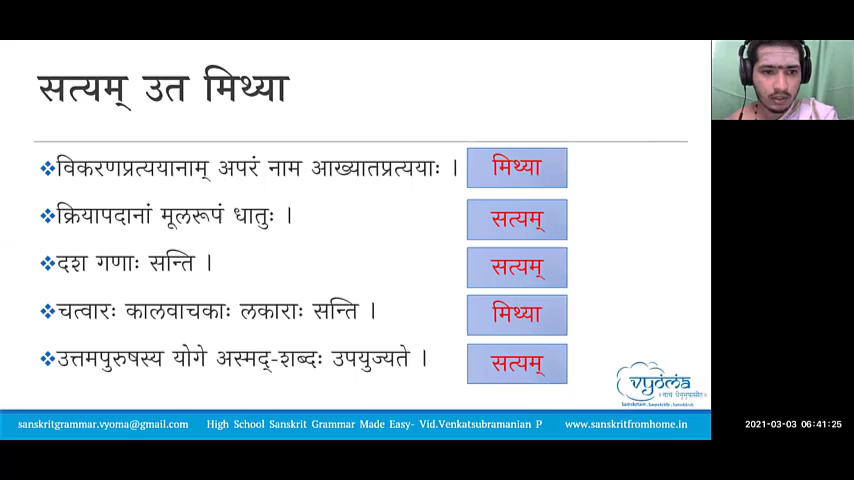 सत्यम् उत मिथ्या
विकरणप्रत्ययानाम् अपरं नाम आख्यातप्रत्ययाः । मिथ्या
क्रियापदानां मूलरूपं धातुः । सत्यम्
दश गणाः सन्ति । सत्यम्
चत्वारः कालवाचकाः लकाराः सन्ति । मिथ्या
उत्तमपुरुषस्य योगे अस्मद्-शब्दः उपयुज्यते । सत्यम्
vyoma
sanskritgrammar.vyoma@gmail.com High School Sanskrit Grammar Made Easy- Vid.Venkatsubramanian P www.sanskritfromhome.in
2021-03-03 06:41:25